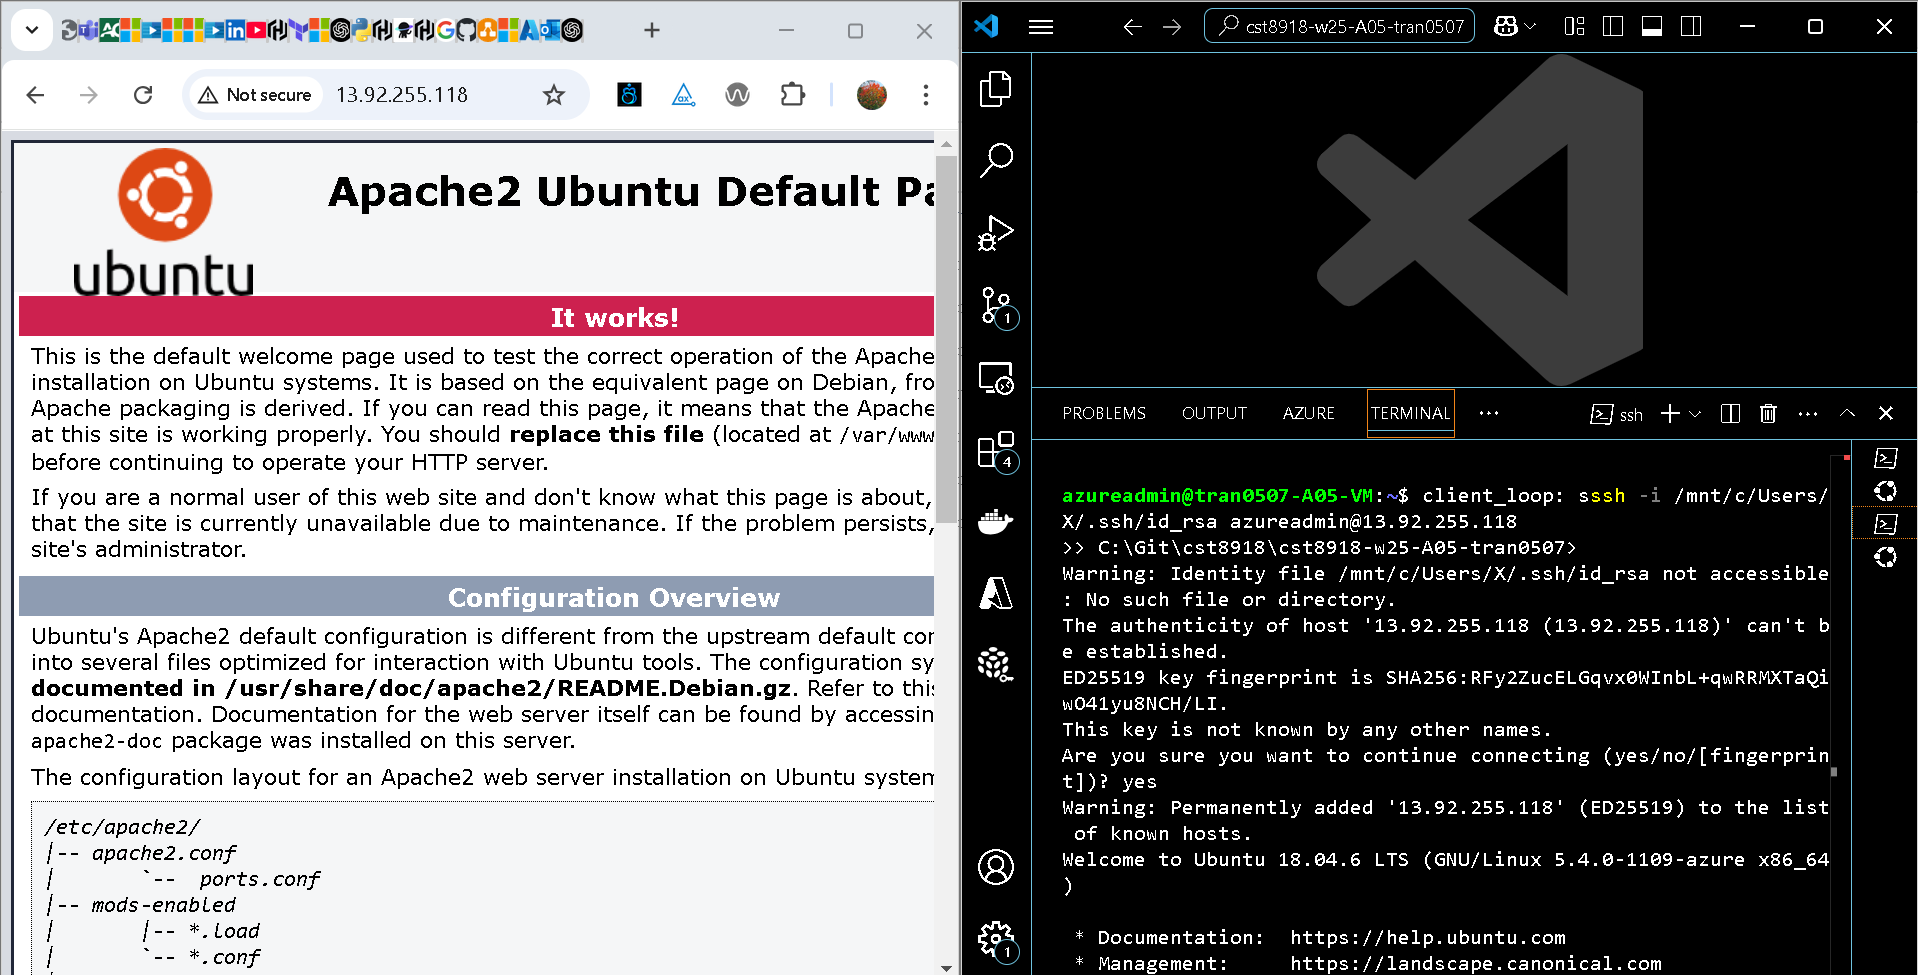 Not secure
13.92.255.118
ubuntu
Apache2 Ubuntu Default Pa
It works!
This is the default welcome page used to test the correct operation of the Apache
installation on Ubuntu systems. It is based on the equivalent page on Debian, fro
Apache packaging is derived. If you can read this page, it means that the Apache
at this site is working properly. You should replace this file (located at /var/www
before continuing to operate your HTTP server.
If you are a normal user of this web site and don't know what this page is about,
that the site is currently unavailable due to maintenance. If the problem persists,
site's administrator.
Configuration Overview
Ubuntu's Apache2 default configuration is different from the upstream default con
into several files optimized for interaction with Ubuntu tools. The configuration sy
documented in /usr/share/doc/apache2/README.Debian.gz. Refer to this
documentation. Documentation for the web server itself can be found by accessin
apache2-doc package was installed on this server.
The configuration layout for an Apache2 web server installation on Ubuntu system
/etc/apache2/
|-- apache2.conf
|       `--  ports.conf
|-- mods-enabled
|       |-- *.load
|       `-- *.conf
cst8918-w25-A05-tran0507
1
4
1
PROBLEMS OUTPUT AZURE TERMINAL ··· ssh
azureadmin@tran0507-A05-VM:~$ client_loop: sssh -i /mnt/c/Users/
X/.ssh/id_rsa azureadmin@13.92.255.118
>> C:\Git\cst8918\cst8918-w25-A05-tran0507>
Warning: Identity file /mnt/c/Users/X/.ssh/id_rsa not accessible
: No such file or directory.
The authenticity of host '13.92.255.118 (13.92.255.118)' can't b
e established.
ED25519 key fingerprint is SHA256:RFy2ZucELGqvx0WInbL+qwRRMXTaQi
wO41yu8NCH/LI.
This key is not known by any other names.
Are you sure you want to continue connecting (yes/no/[fingerprin
t])? yes
Warning: Permanently added '13.92.255.118' (ED25519) to the list
 of known hosts.
Welcome to Ubuntu 18.04.6 LTS (GNU/Linux 5.4.0-1109-azure x86_64
)
 * Documentation:  https://help.ubuntu.com
 * Management:     https://landscape.canonical.com